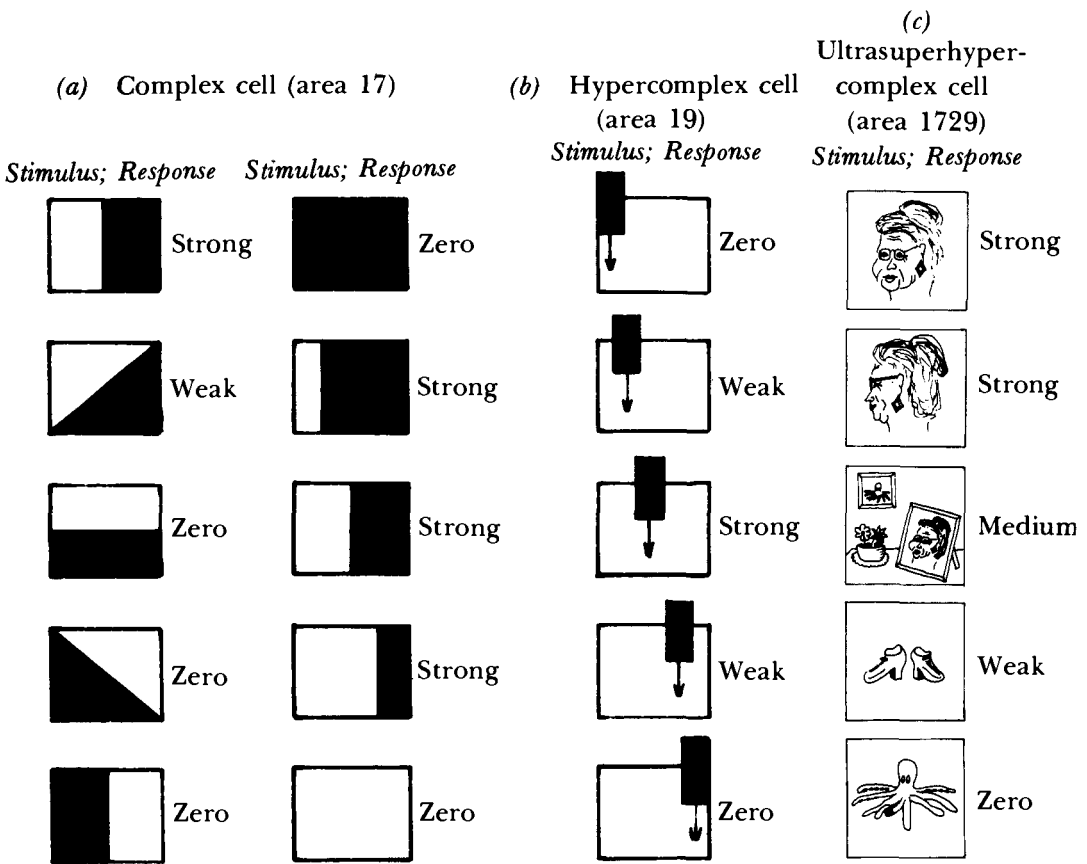 (a) Complex cell (area 17)
Stimulus; Response Stimulus; Response
Strong Zero
Weak Strong
Zero Strong
Zero Strong
Zero Zero
(b) Hypercomplex cell
(area 19)
Stimulus; Response
Zero
Weak
Strong
Weak
Zero
(c)
Ultrasuperhyper-
complex cell
(area 1729)
Stimulus; Response
Strong
Strong
Medium
Weak
Zero